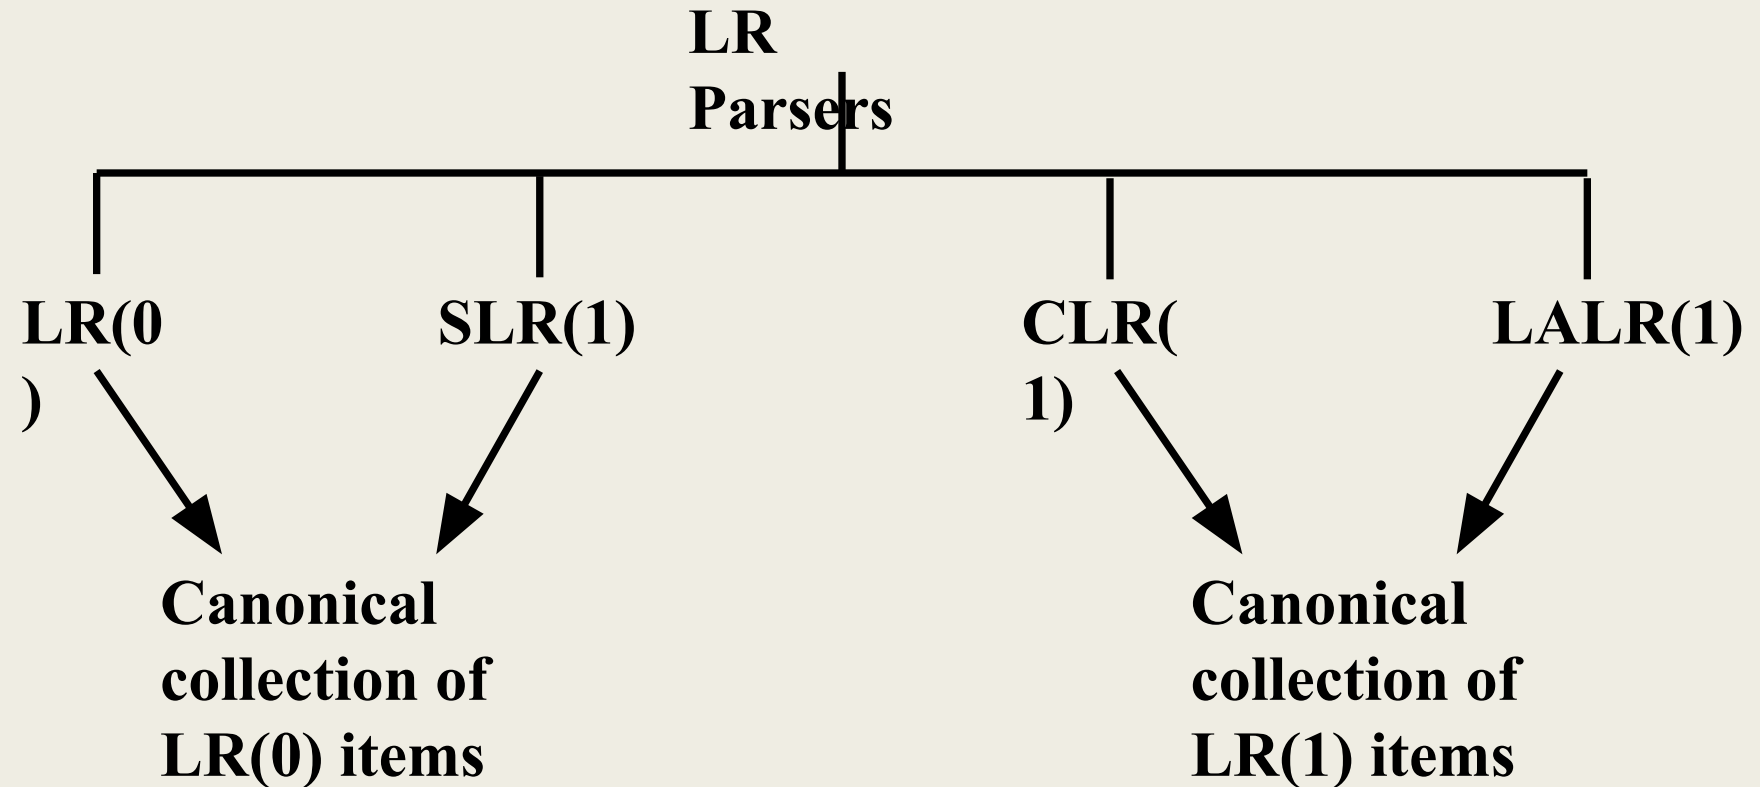 LR
Parsers
LR(0
)
SLR(1)
CLR(
1)
LALR(1)
Canonical
collection of
LR(0) items
Canonical
collection of
LR(1) items